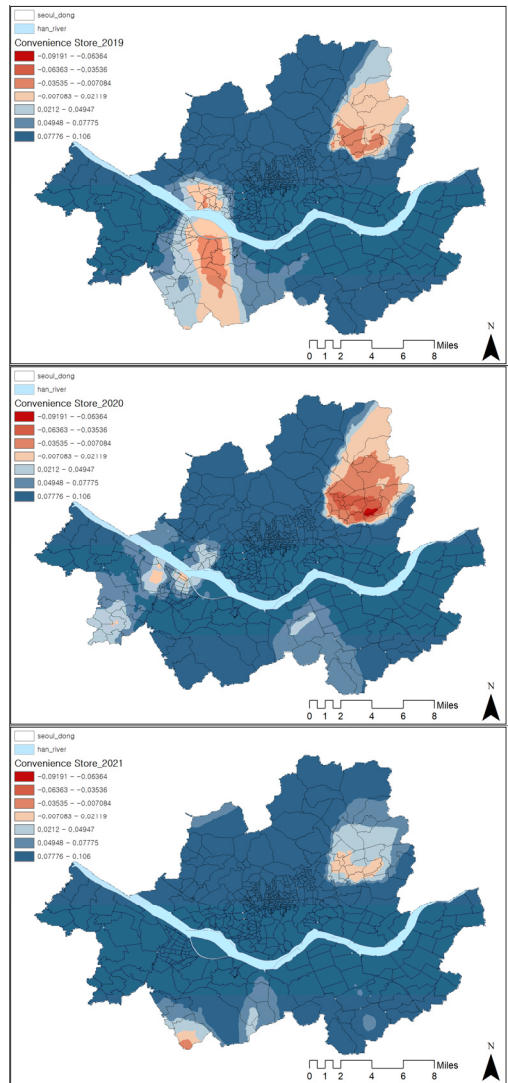 seoul_dong
han_river
Convenience Store_2019
-0,09191 - -0,06364
-0,06363 - -0,03536
-0,03535 - -0,007084
-0,007083 - 0,02119
0,0212 - 0,04947
0,04948 - 0,07775
0,07776 - 0,106
N
Miles
0 1 2 4 6 8
seoul_dong
han_river
Convenience Store_2020
-0,09191 - -0,06364
-0,06363 - -0,03536
-0,03535 - -0,007084
-0,007083 - 0,02119
0,0212 - 0,04947
0,04948 - 0,07775
0,07776 - 0,106
N
Miles
0 1 2 4 6 8
seoul_dong
han_river
Convenience Store_2021
-0,09191 - -0,06364
-0,06363 - -0,03536
-0,03535 - -0,007084
-0,007083 - 0,02119
0,0212 - 0,04947
0,04948 - 0,07775
0,07776 - 0,106
N
Miles
0 1 2 4 6 8